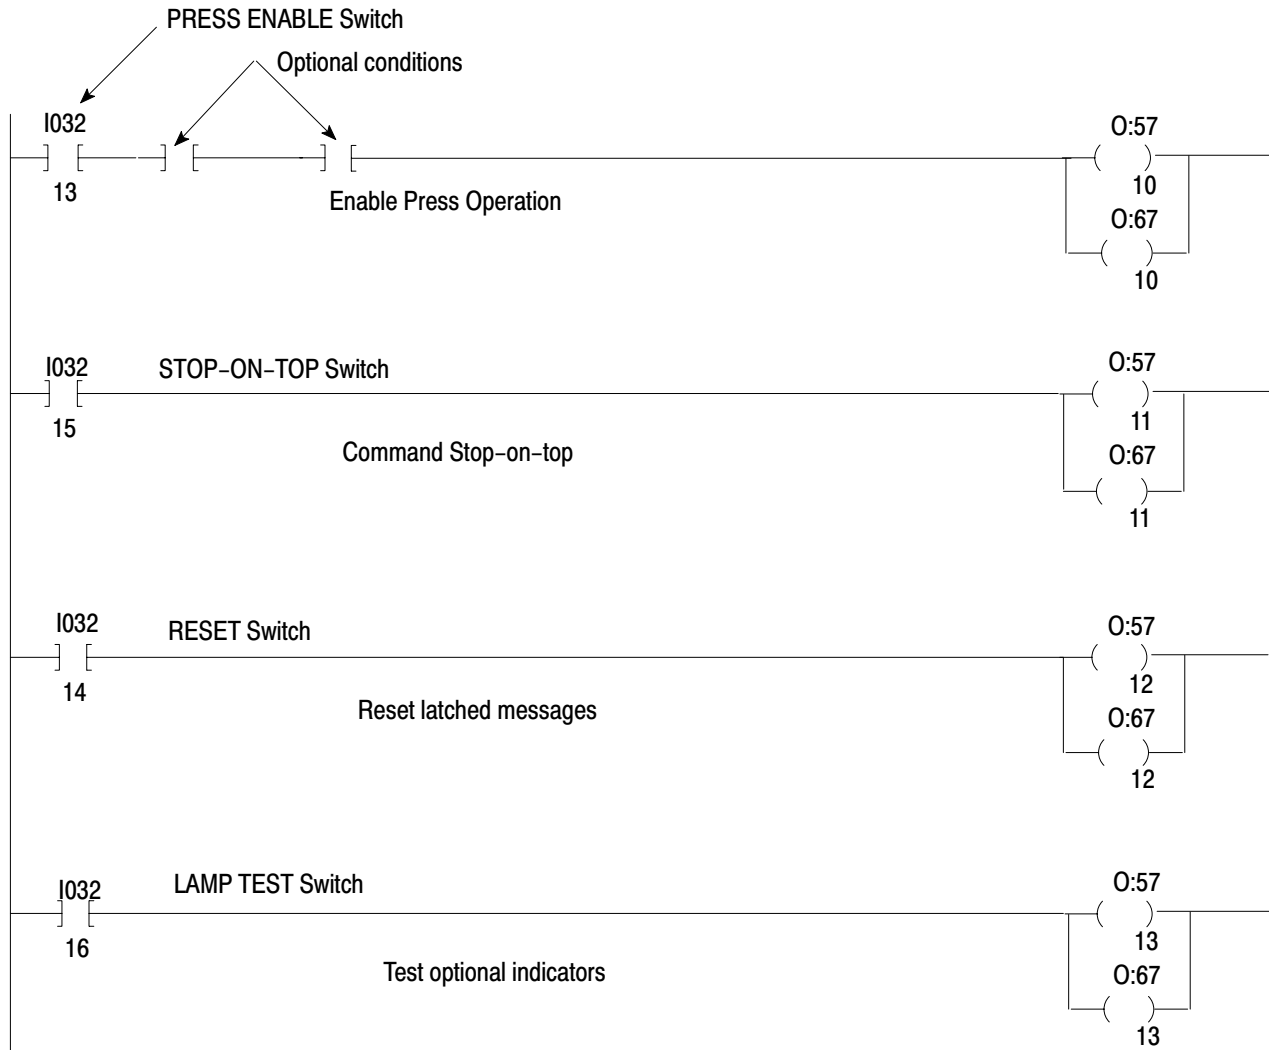 PRESS ENABLE Switch
Optional conditions
I032
13
O:57
10
Enable Press Operation
O:67
10
I032
STOP–ON–TOP Switch
15
O:57
11
Command Stop–on–top
O:67
11
I032
RESET Switch
14
O:57
12
Reset latched messages
O:67
12
I032
LAMP TEST Switch
16
O:57
13
Test optional indicators
O:67
13